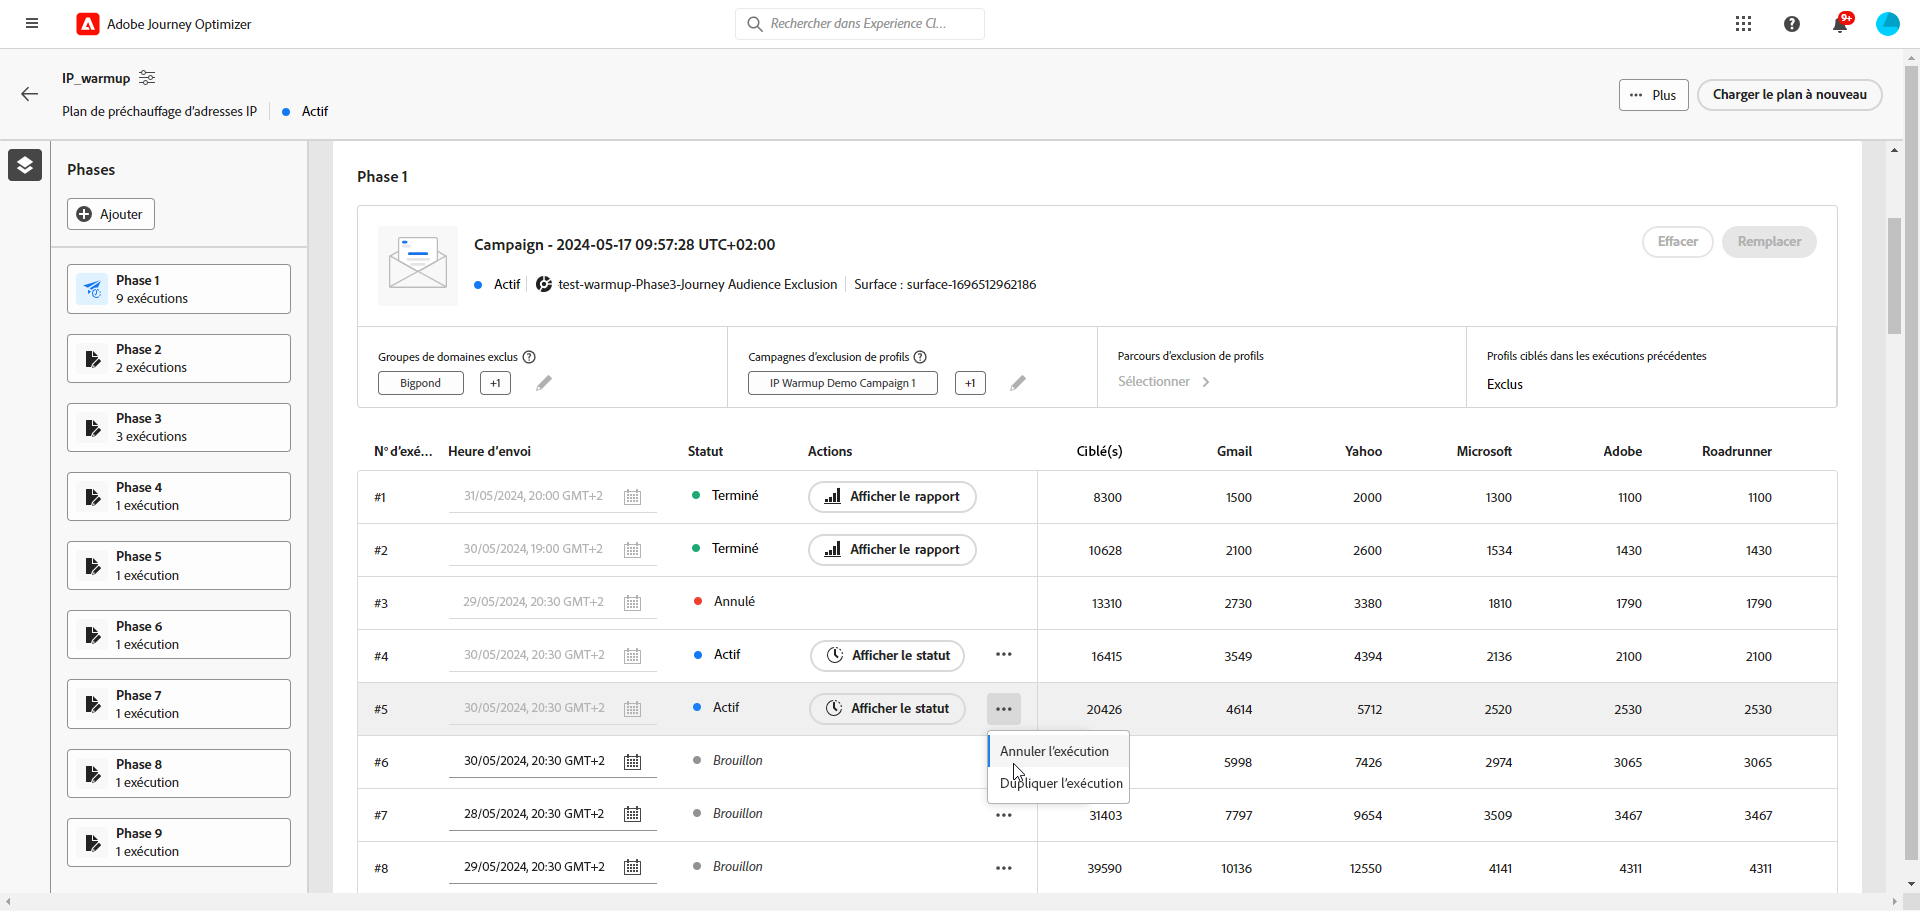 Adobe Journey Optimizer
Rechercher dans Experience Cl...
9+
IP_warmup
Plan de préchauffage d'adresses IP
Actif
Plus
Charger le plan à nouveau
Phases
Ajouter
Phase 1
9 exécutions
Phase 2
2 exécutions
Phase 3
3 exécutions
Phase 4
1 exécution
Phase 5
1 exécution
Phase 6
1 exécution
Phase 7
1 exécution
Phase 8
1 exécution
Phase 9
1 exécution
Phase 1
Campaign - 2024-05-17 09:57:28 UTC+02:00
Effacer
Remplacer
Actif test-warmup-Phase3-Journey Audience Exclusion Surface : surface-1696512962186
Groupes de domaines exclus
Bigpond +1
Campagnes d'exclusion de profils
IP Warmup Demo Campaign 1 +1
Parcours d'exclusion de profils
Sélectionner
Profils ciblés dans les exécutions précédentes
Exclus
N° d'exé... Heure d'envoi Statut Actions Ciblé(s) Gmail Yahoo Microsoft Adobe Roadrunner
#1 31/05/2024, 20:00 GMT+2 Terminé Afficher le rapport 8300 1500 2000 1300 1100 1100
#2 30/05/2024, 19:00 GMT+2 Terminé Afficher le rapport 10628 2100 2600 1534 1430 1430
#3 29/05/2024, 20:30 GMT+2 Annulé 13310 2730 3380 1810 1790 1790
#4 30/05/2024, 20:30 GMT+2 Actif Afficher le statut 16415 3549 4394 2136 2100 2100
#5 30/05/2024, 20:30 GMT+2 Actif Afficher le statut 20426 4614 5712 2520 2530 2530
Annuler l'exécution
Dupliquer l'exécution
#6 30/05/2024, 20:30 GMT+2 Brouillon 5998 7426 2974 3065 3065
#7 28/05/2024, 20:30 GMT+2 Brouillon 31403 7797 9654 3509 3467 3467
#8 29/05/2024, 20:30 GMT+2 Brouillon 39590 10136 12550 4141 4311 4311